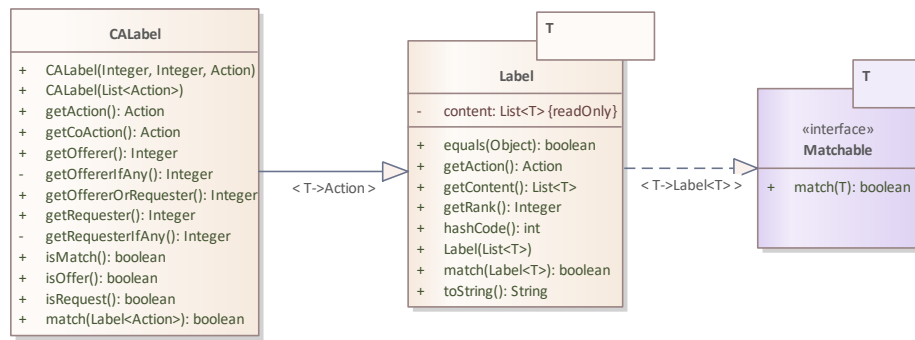 CALabel
+ CALabel(Integer, Integer, Action)
+ CALabel(List<Action>)
+ getAction(): Action
+ getCoAction(): Action
+ getOfferer(): Integer
- getOffererIfAny(): Integer
+ getOffererOrRequester(): Integer
+ getRequester(): Integer
- getRequesterIfAny(): Integer
+ isMatch(): boolean
+ isOffer(): boolean
+ isRequest(): boolean
+ match(Label<Action>): boolean
< T->Action >
T
Label
- content: List<T> {readOnly}
+ equals(Object): boolean
+ getAction(): Action
+ getContent(): List<T>
+ getRank(): Integer
+ hashCode(): int
+ Label(List<T>)
+ match(Label<T>): boolean
+ toString(): String
< T->Label<T> >
T
«interface»
Matchable
+ match(T): boolean